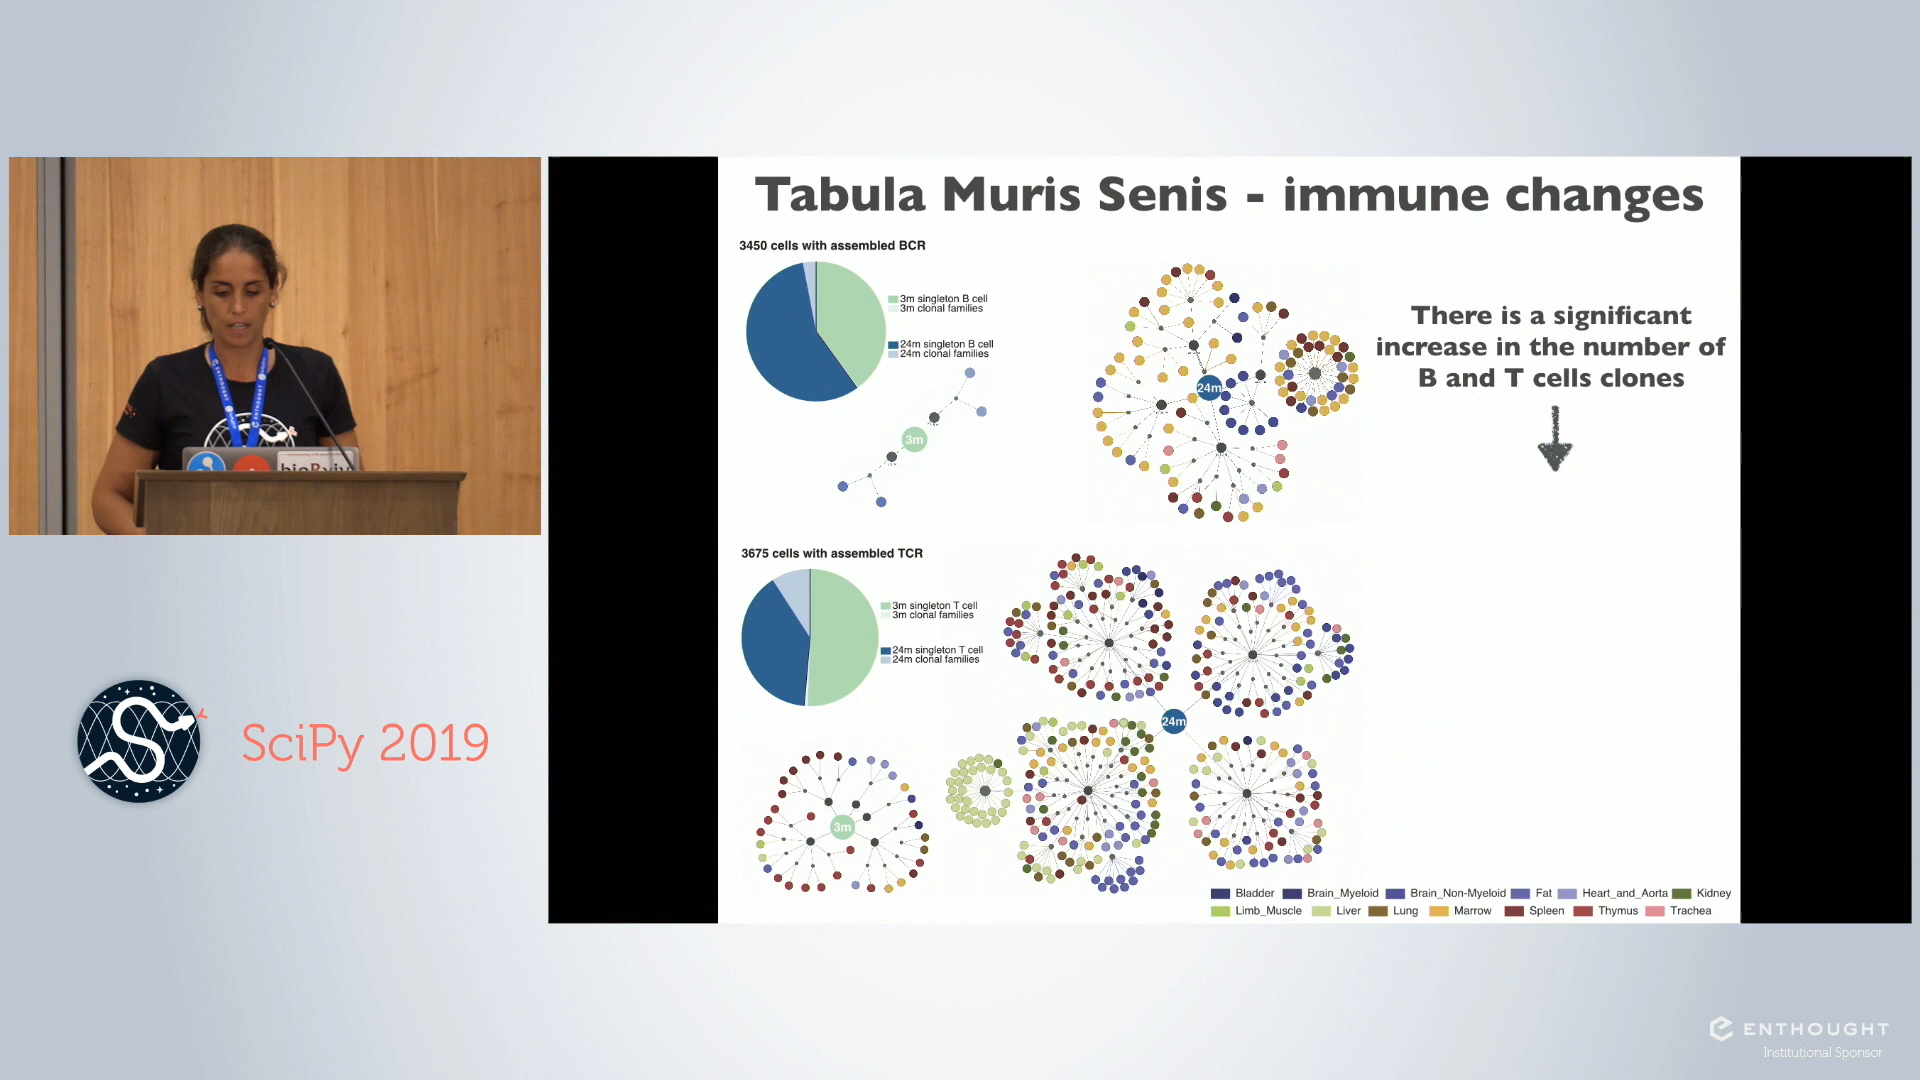 Tabula Muris Senis - immune changes
3450 cells with assembled BCR
3m singleton B cell
3m clonal families
24m singleton B cell
24m clonal families
3m
24m
There is a significant
increase in the number of
B and T cells clones
3675 cells with assembled TCR
3m singleton T cell
3m clonal families
24m singleton T cell
24m clonal families
24m
3m
Bladder Brain_Myeloid Brain_Non-Myeloid Fat Heart_and_Aorta Kidney
Limb_Muscle Liver Lung Marrow Spleen Thymus Trachea
ENTHOUGHT
bioRxiv
SciPy 2019
ENTHOUGHT
Institutional Sponsor